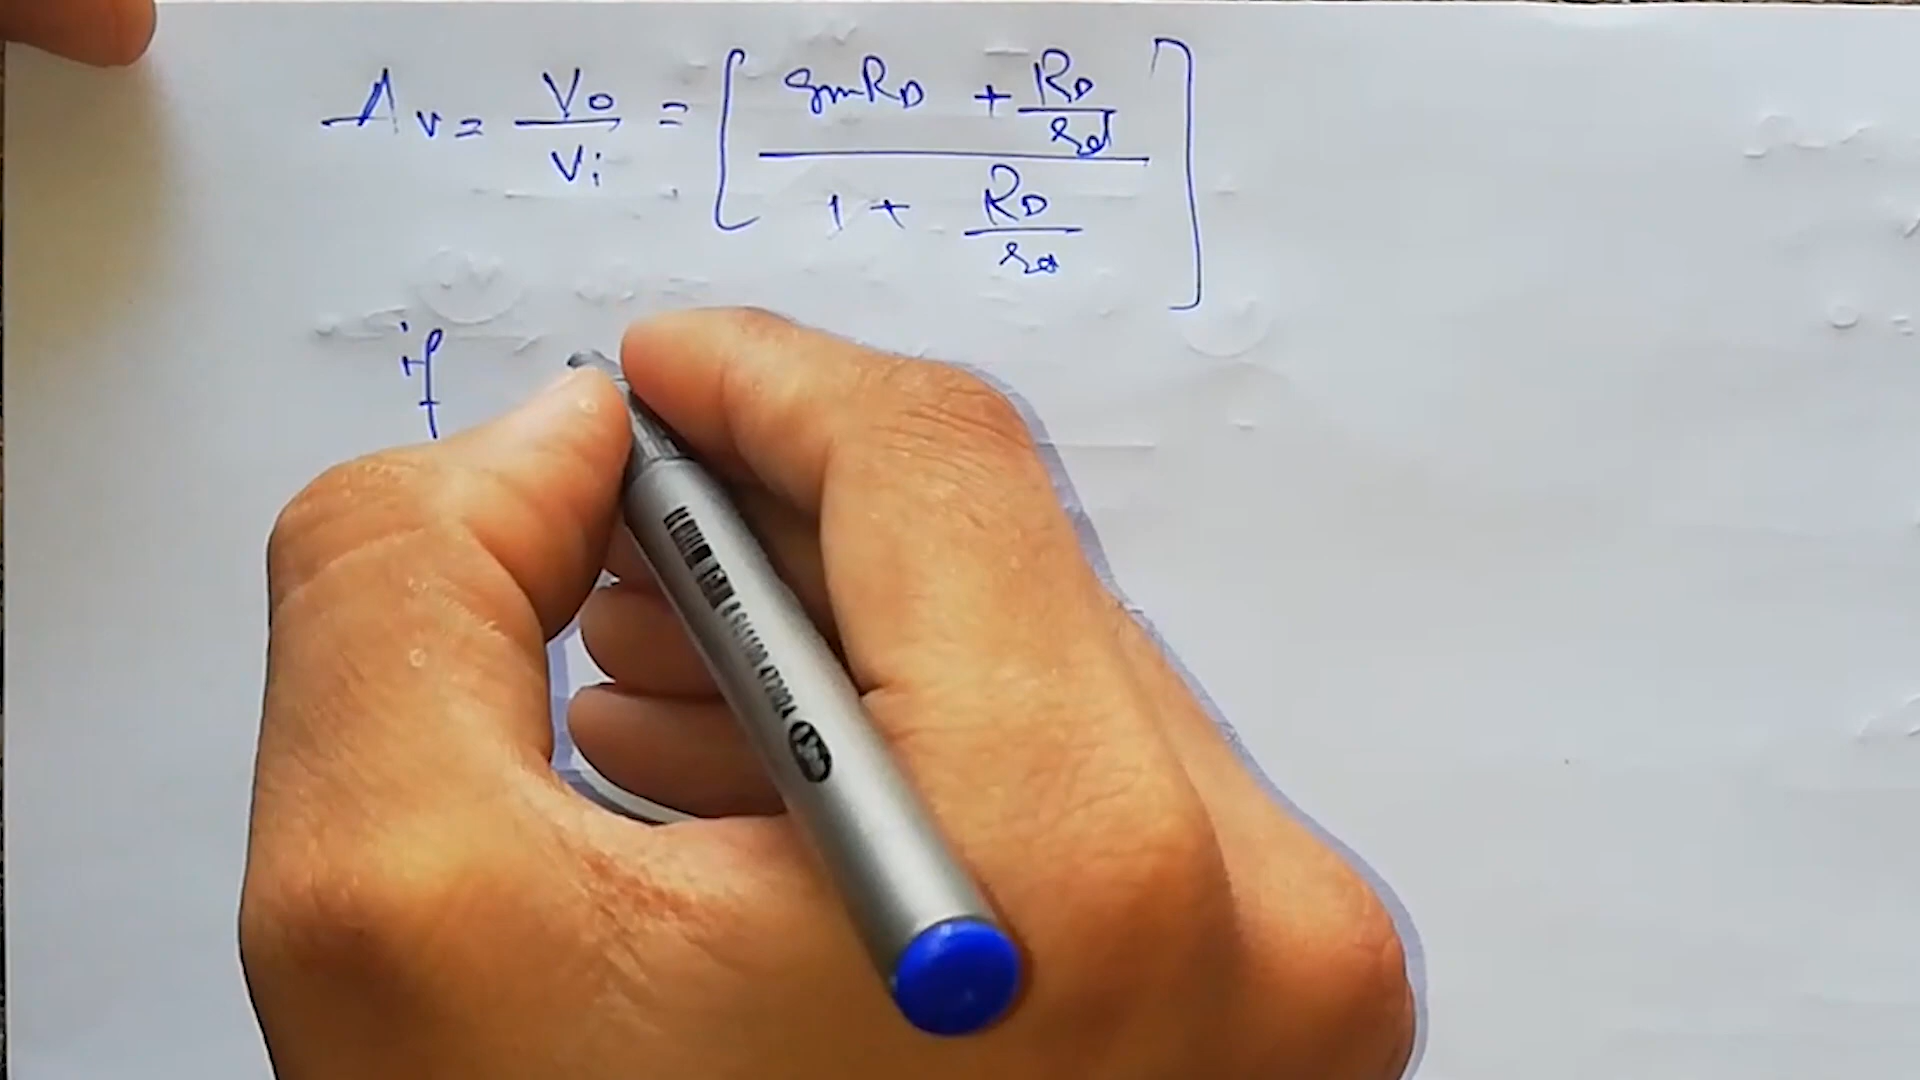 Av = Vo/Vi = [ (gmRD + RD/rd) / (1 + RD/rd) ]
if